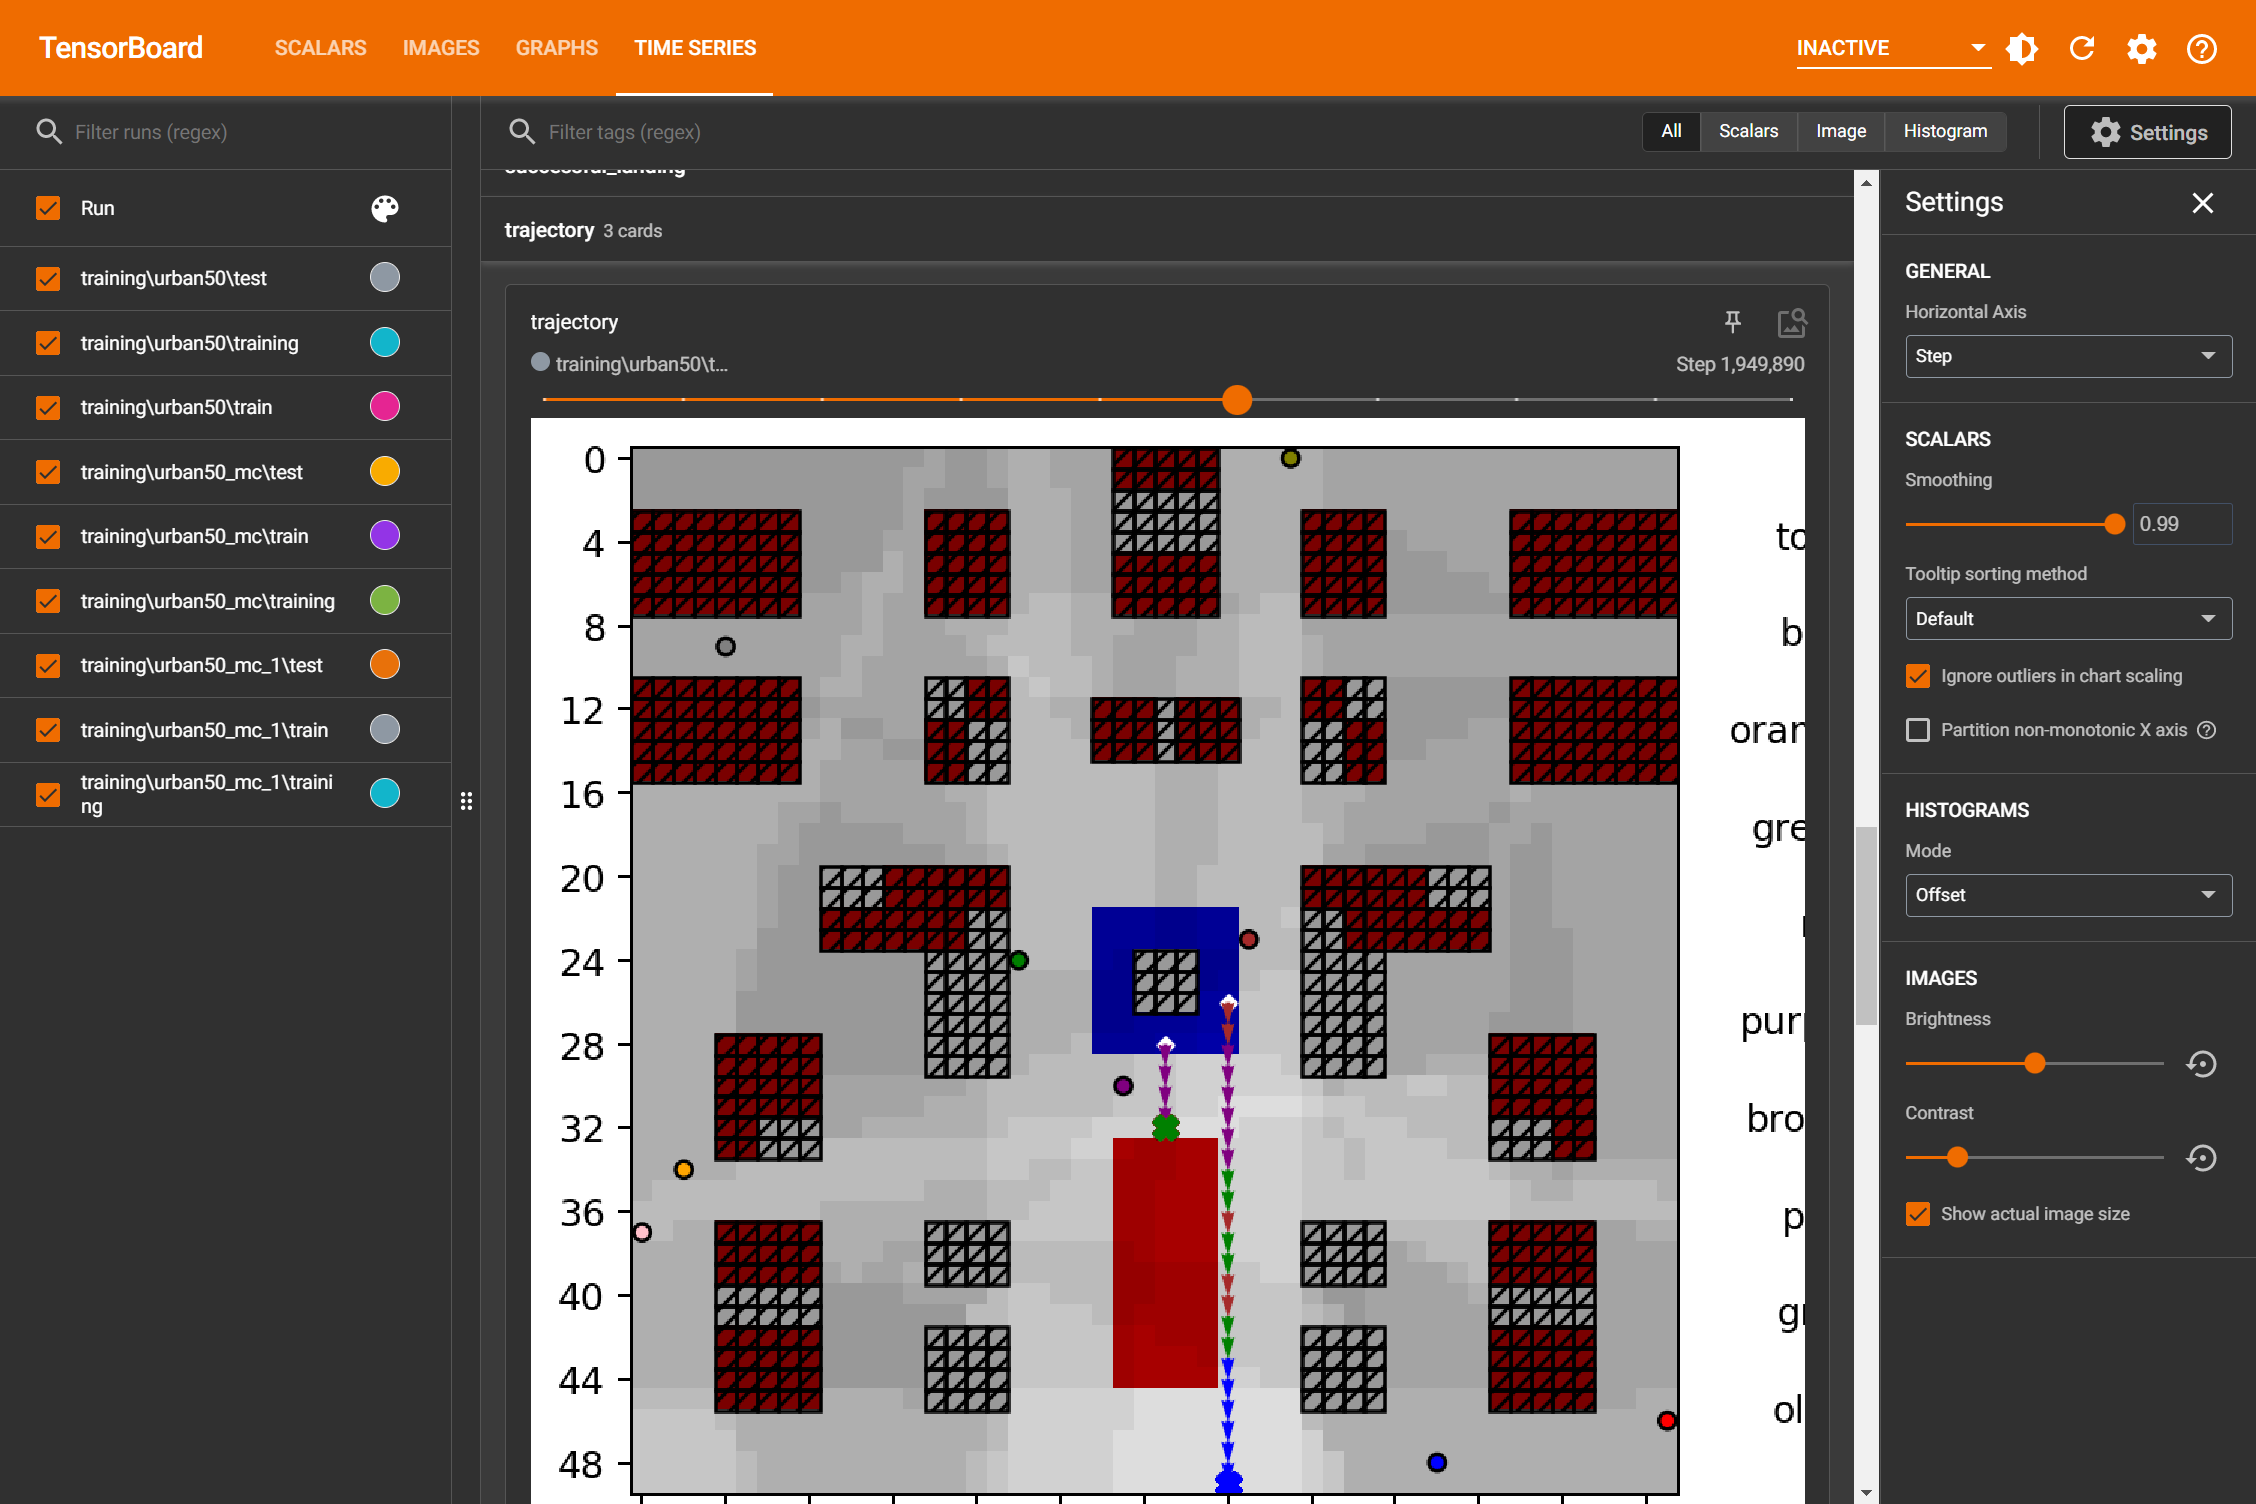 TensorBoard
SCALARS
IMAGES
GRAPHS
TIME SERIES
INACTIVE
Filter runs (regex)
Filter tags (regex)
All
Scalars
Image
Histogram
Settings
Run
training\urban50\test
training\urban50\training
training\urban50\train
training\urban50_mc\test
training\urban50_mc\train
training\urban50_mc\training
training\urban50_mc_1\test
training\urban50_mc_1\train
training\urban50_mc_1\traini
ng
successful_landing
trajectory 3 cards
trajectory
training\urban50\t...
Step 1,949,890
0
4
8
12
16
20
24
28
32
36
40
44
48
to
b
oran
gre
pur
bro
p
g
ol
Settings
GENERAL
Horizontal Axis
Step
SCALARS
Smoothing
0.99
Tooltip sorting method
Default
Ignore outliers in chart scaling
Partition non-monotonic X axis
HISTOGRAMS
Mode
Offset
IMAGES
Brightness
Contrast
Show actual image size